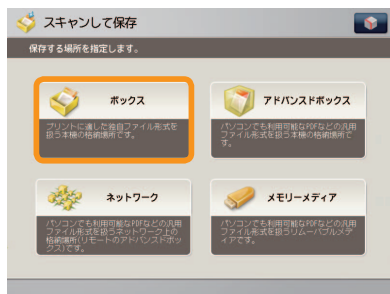 スキャンして保存
保存する場所を指定します。
ボックス
プリントに適した独自ファイル形式を
扱う本機の格納場所です。
アドバンスドボックス
パソコンでも利用可能なPDFなどの汎用
ファイル形式を扱う本機の格納場所で
す。
ネットワーク
パソコンでも利用可能なPDFなどの汎用
ファイル形式を扱うネットワーク上の
格納場所(リモートのアドバンスドボッ
クス)です。
メモリーメディア
パソコンでも利用可能なPDFなどの汎用
ファイル形式を扱うリムーバブルメデ
ィアです。